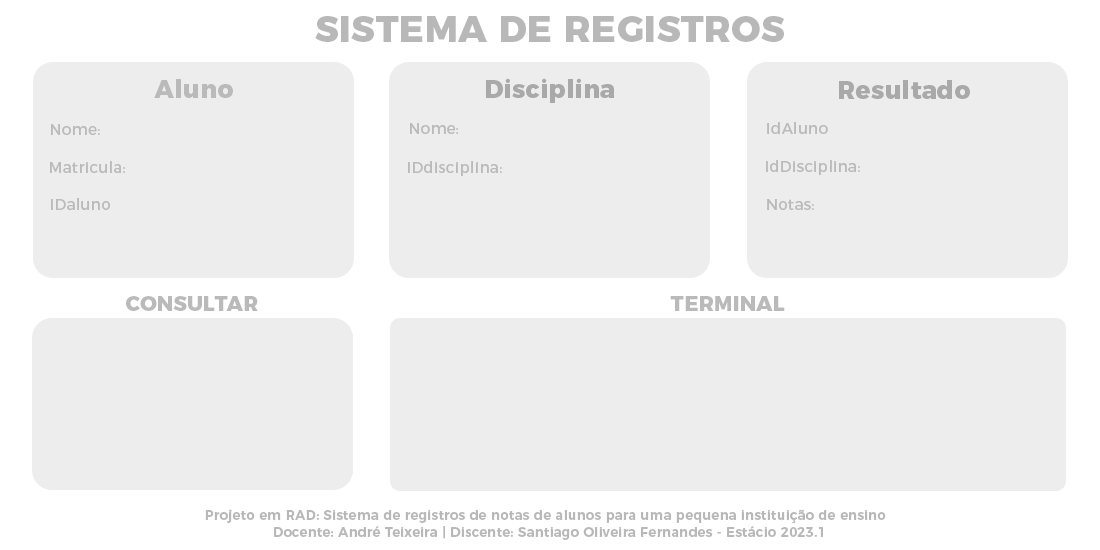 SISTEMA DE REGISTROS
Aluno
Nome:
Matricula:
IDaluno
Disciplina
Nome:
IDdisciplina:
Resultado
IdAluno
IdDisciplina:
Notas:
CONSULTAR
TERMINAL
Projeto em RAD: Sistema de registros de notas de alunos para uma pequena instituição de ensino
Docente: André Teixeira | Discente: Santiago Oliveira Fernandes - Estácio 2023.1